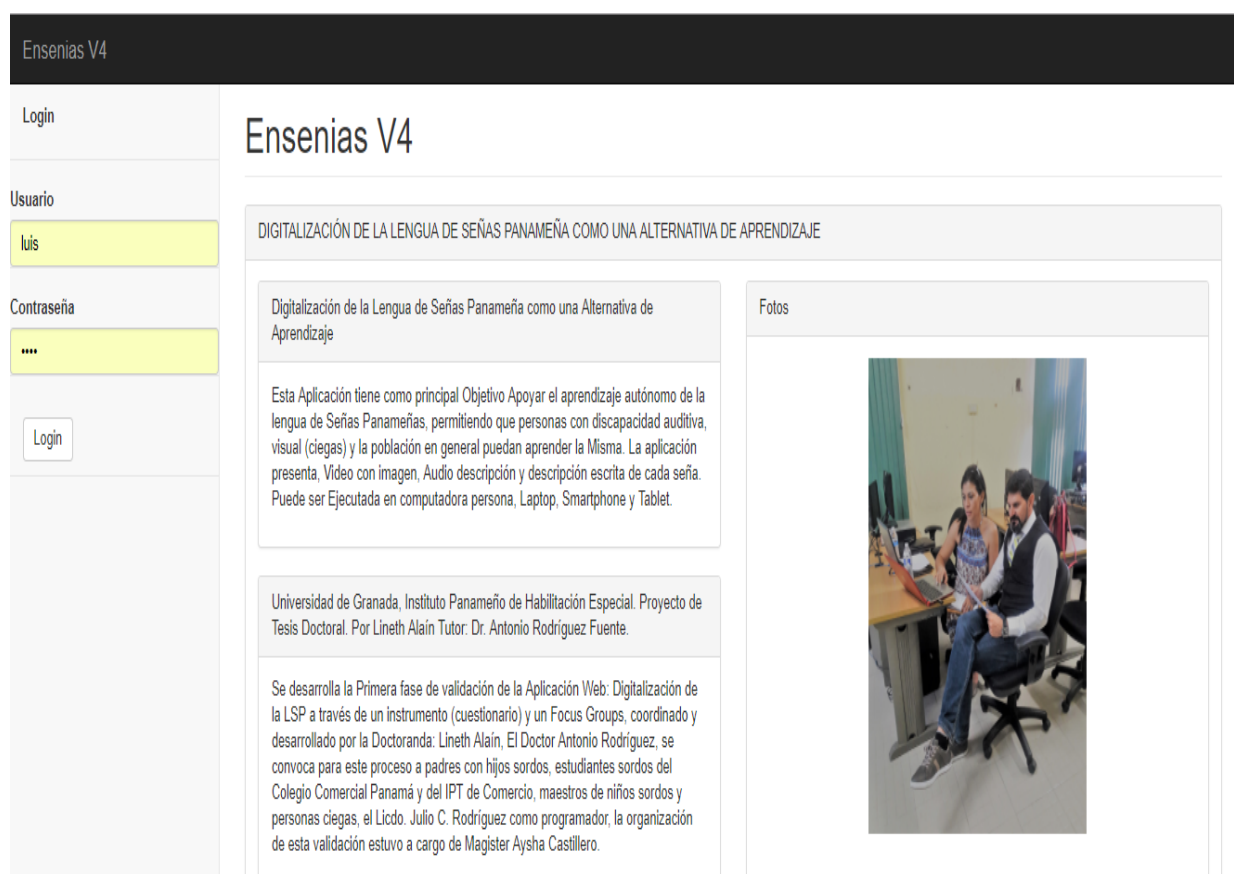 Ensenias V4
Login
Usuario
luis
Contraseña
••••
Login
Ensenias V4
DIGITALIZACIÓN DE LA LENGUA DE SEÑAS PANAMEÑA COMO UNA ALTERNATIVA DE APRENDIZAJE
Digitalización de la Lengua de Señas Panameña como una Alternativa de
Aprendizaje
Esta Aplicación tiene como principal Objetivo Apoyar el aprendizaje autónomo de la
lengua de Señas Panameñas, permitiendo que personas con discapacidad auditiva,
visual (ciegas) y la población en general puedan aprender la Misma. La aplicación
presenta, Video con imagen, Audio descripción y descripción escrita de cada seña.
Puede ser Ejecutada en computadora persona, Laptop, Smartphone y Tablet.
Universidad de Granada, Instituto Panameño de Habilitación Especial. Proyecto de
Tesis Doctoral. Por Lineth Alaín Tutor: Dr. Antonio Rodríguez Fuente.
Se desarrolla la Primera fase de validación de la Aplicación Web: Digitalización de
la LSP a través de un instrumento (cuestionario) y un Focus Groups, coordinado y
desarrollado por la Doctoranda: Lineth Alaín, El Doctor Antonio Rodríguez, se
convoca para este proceso a padres con hijos sordos, estudiantes sordos del
Colegio Comercial Panamá y del IPT de Comercio, maestros de niños sordos y
personas ciegas, el Licdo. Julio C. Rodríguez como programador, la organización
de esta validación estuvo a cargo de Magister Aysha Castillero.
Fotos